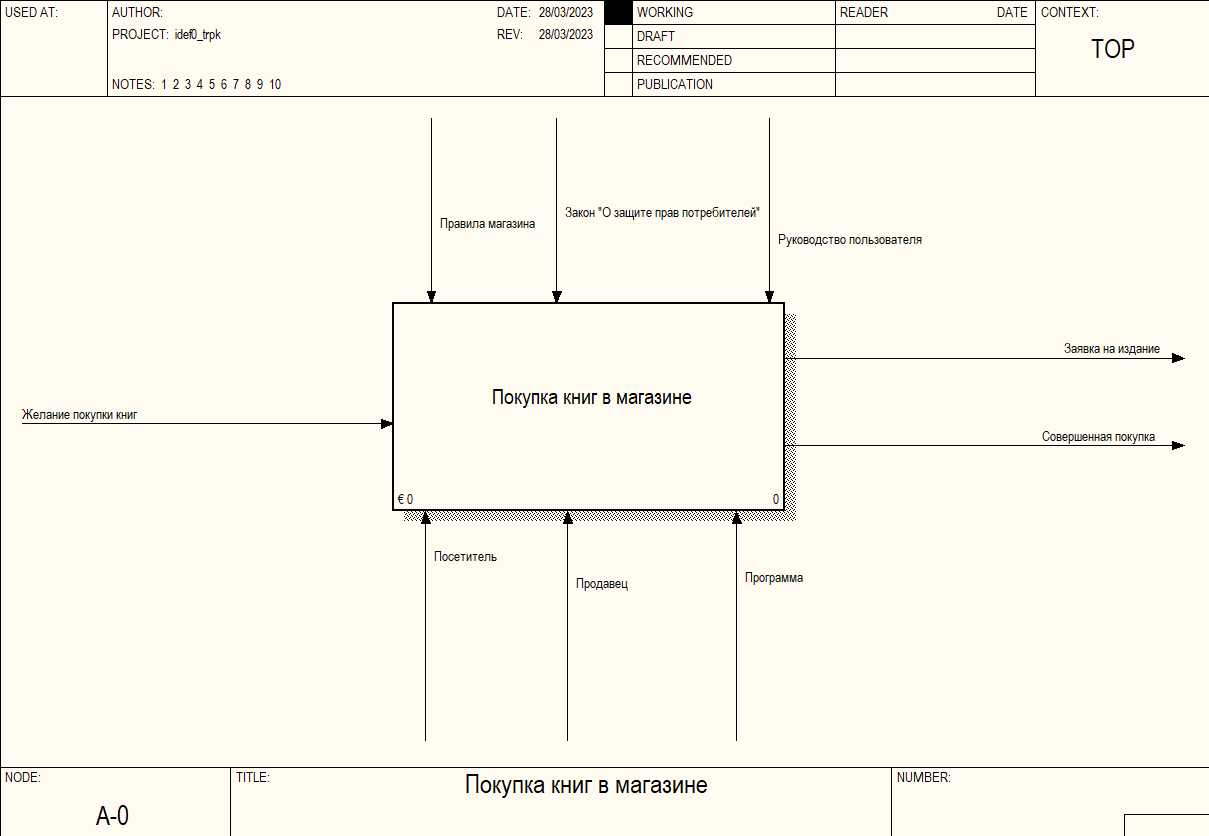 USED AT:
AUTHOR:
DATE: 28/03/2023
WORKING
READER
DATE
CONTEXT:
PROJECT: idef0_trpk
REV: 28/03/2023
DRAFT
TOP
RECOMMENDED
NOTES: 1 2 3 4 5 6 7 8 9 10
PUBLICATION
Правила магазина
Закон "О защите прав потребителей"
Руководство пользователя
Заявка на издание
Покупка книг в магазине
Желание покупки книг
Совершенная покупка
€ 0
0
Посетитель
Продавец
Программа
NODE:
A-0
TITLE:
Покупка книг в магазине
NUMBER: